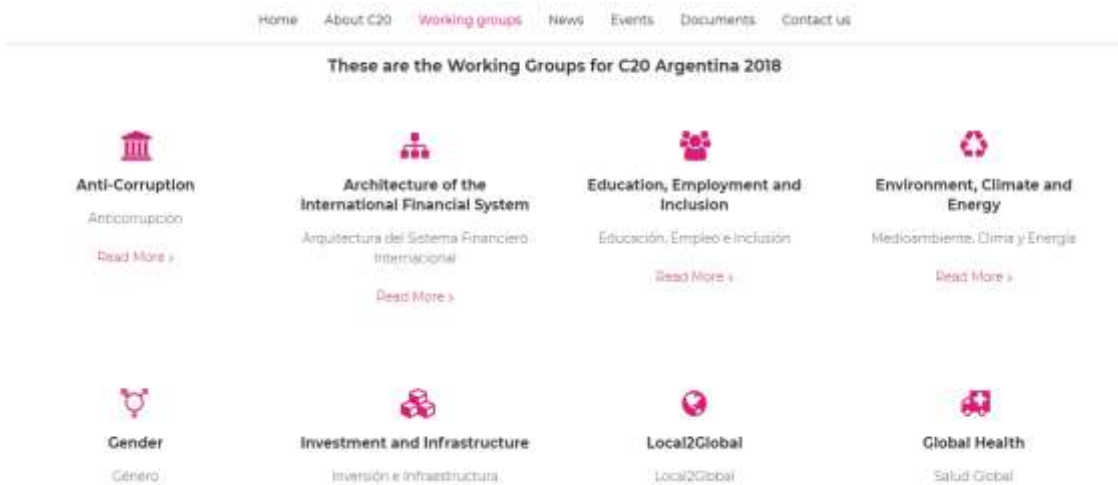 Home About C20 Working groups News Events Documents Contact us
These are the Working Groups for C20 Argentina 2018
Anti-Corruption
Anticorrupción
Read More »
Architecture of the
International Financial System
Arquitectura del Sistema Financiero
Internacional
Read More »
Education, Employment and
Inclusion
Educación, Empleo e Inclusión
Read More »
Environment, Climate and
Energy
Medioambiente, Clima y Energía
Read More »
Gender
Género
Investment and Infrastructure
Inversión e Infraestructura
Local2Global
Local2Global
Global Health
Salud Global